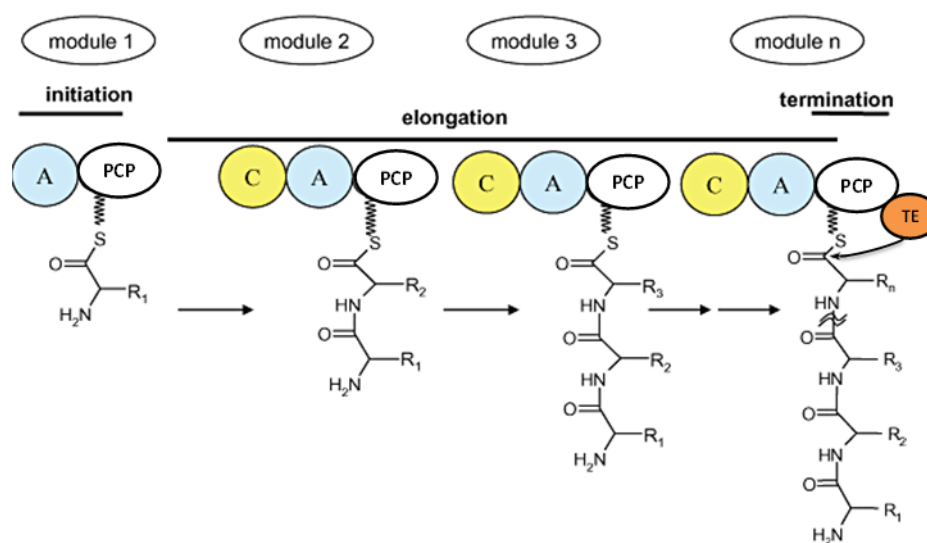 module 1 module 2 module 3 module n
initiation
termination
elongation
A PCP C A PCP C A PCP C A PCP
TE
S S S S
O O O O
R₁ R₂ R₃ Rₙ
H₂N HN HN HN
O O O
R₁ R₂ R₃
H₂N HN HN
O O
R₁ R₂
H₂N HN
O
R₁
H₂N